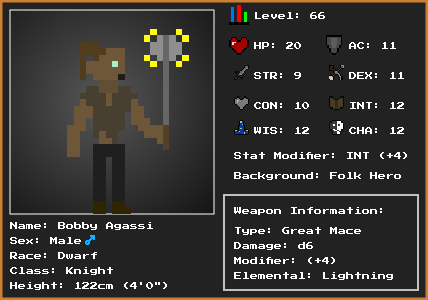 Level: 66
HP: 20
AC: 11
STR: 9
DEX: 11
CON: 10
INT: 12
WIS: 12
CHA: 12
Stat Modifier: INT (+4)
Background: Folk Hero
Weapon Information:
Type: Great Mace
Damage: d6
Modifier: (+4)
Elemental: Lightning
Name: Bobby Agassi
Sex: Male♂
Race: Dwarf
Class: Knight
Height: 122cm (4'0")